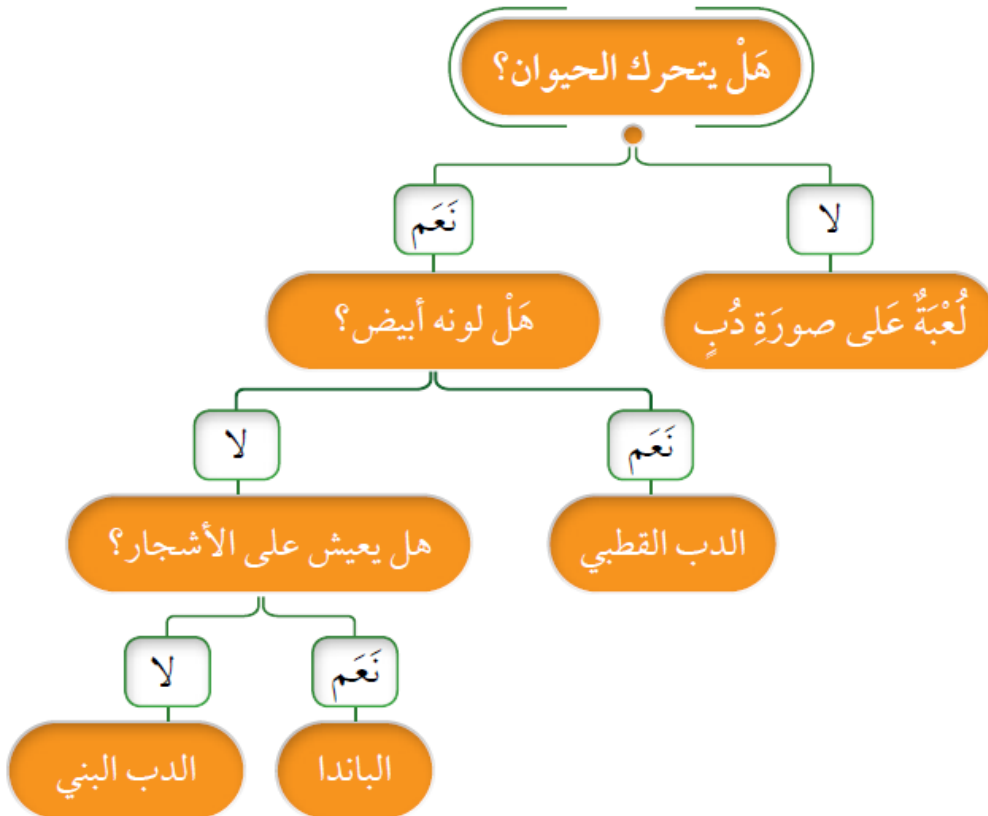 هَلْ يتحرك الحيوان؟
لا
نَعَم
لُعْبَةٌ عَلى صورَةِ دُبٍ
هَلْ لونه أبيض؟
نَعَم
لا
الدب القطبي
هل يعيش على الأشجار؟
نَعَم
لا
الباندا
الدب البني